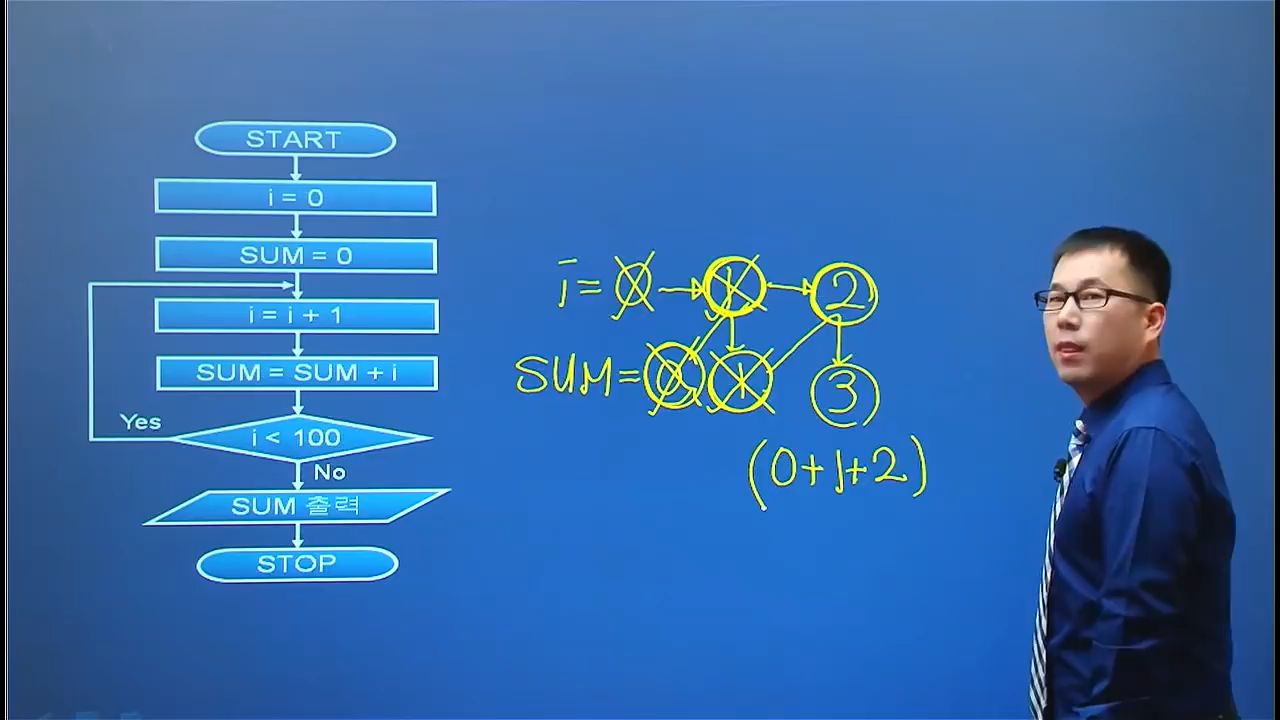 START
i = 0
SUM = 0
i = i + 1
SUM = SUM + i
Yes
i < 100
No
SUM 출력
STOP
i = 0 → 1 → 2
SUM = 0 1 3
(0+1+2)